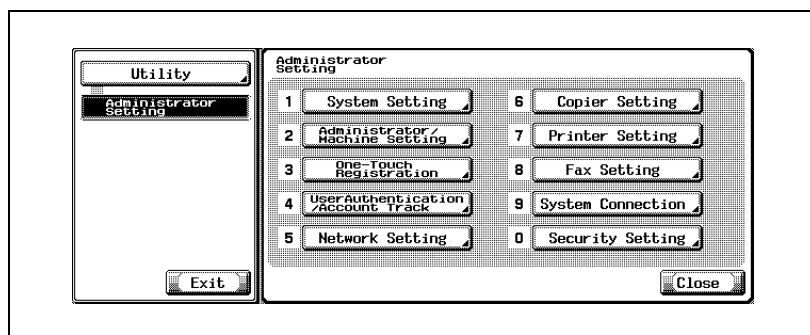 Utility
Administrator
Setting
Exit
Administrator
Setting
1 System Setting
2 Administrator/
Machine Setting
3 One-Touch
Registration
4 UserAuthentication
/Account Track
5 Network Setting
6 Copier Setting
7 Printer Setting
8 Fax Setting
9 System Connection
0 Security Setting
Close